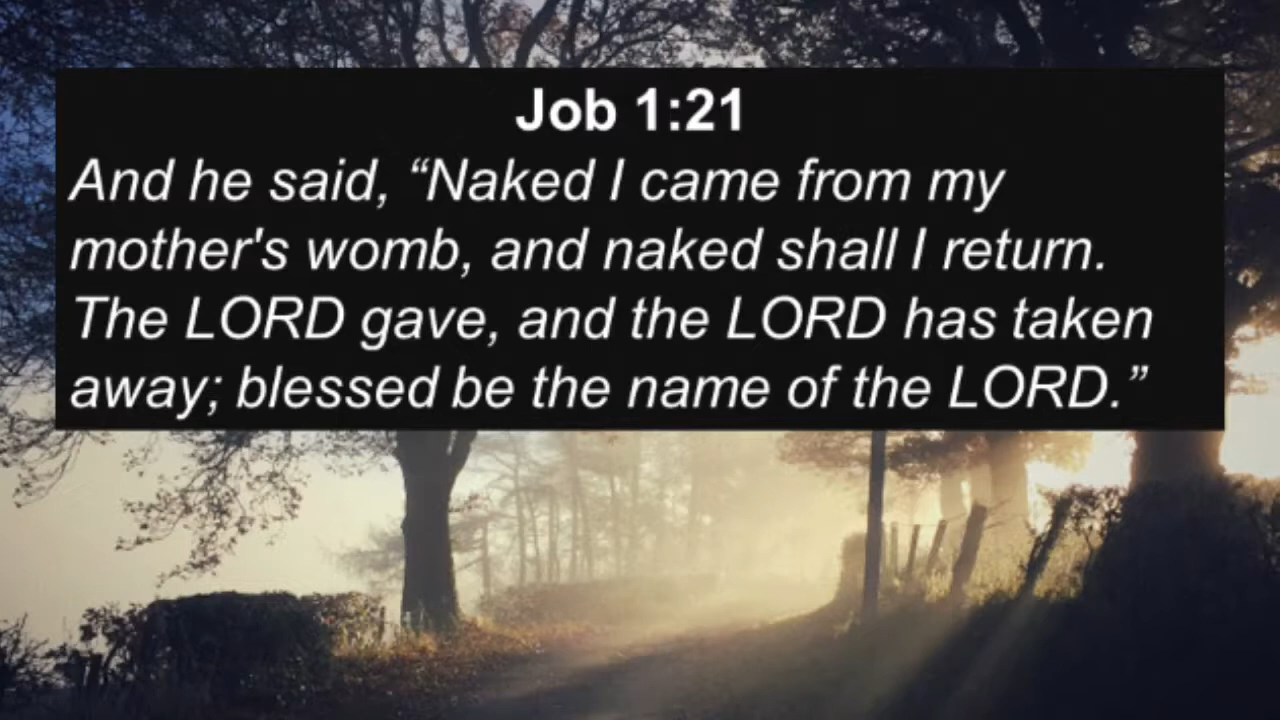 Job 1:21
And he said, “Naked I came from my
mother's womb, and naked shall I return.
The LORD gave, and the LORD has taken
away; blessed be the name of the LORD.”